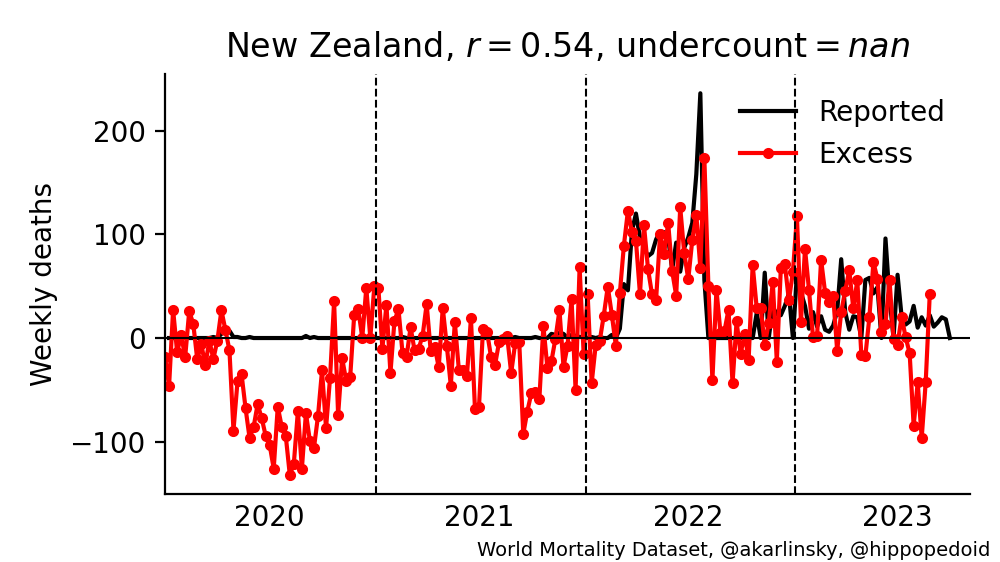 New Zealand, r = 0.54, undercount = nan
Weekly deaths
200
100
0
−100
Reported
Excess
2020 2021 2022 2023
World Mortality Dataset, @akarlinsky, @hippopedoid